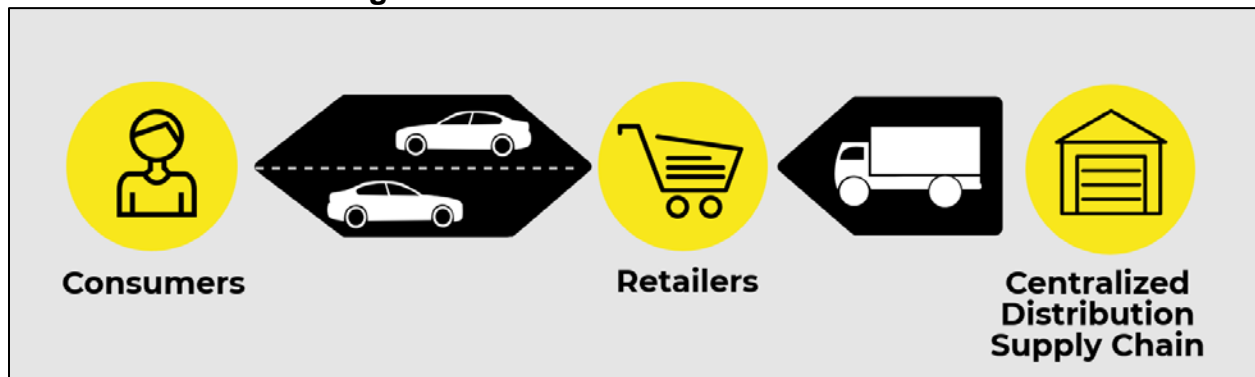 Consumers
Retailers
Centralized
Distribution
Supply Chain